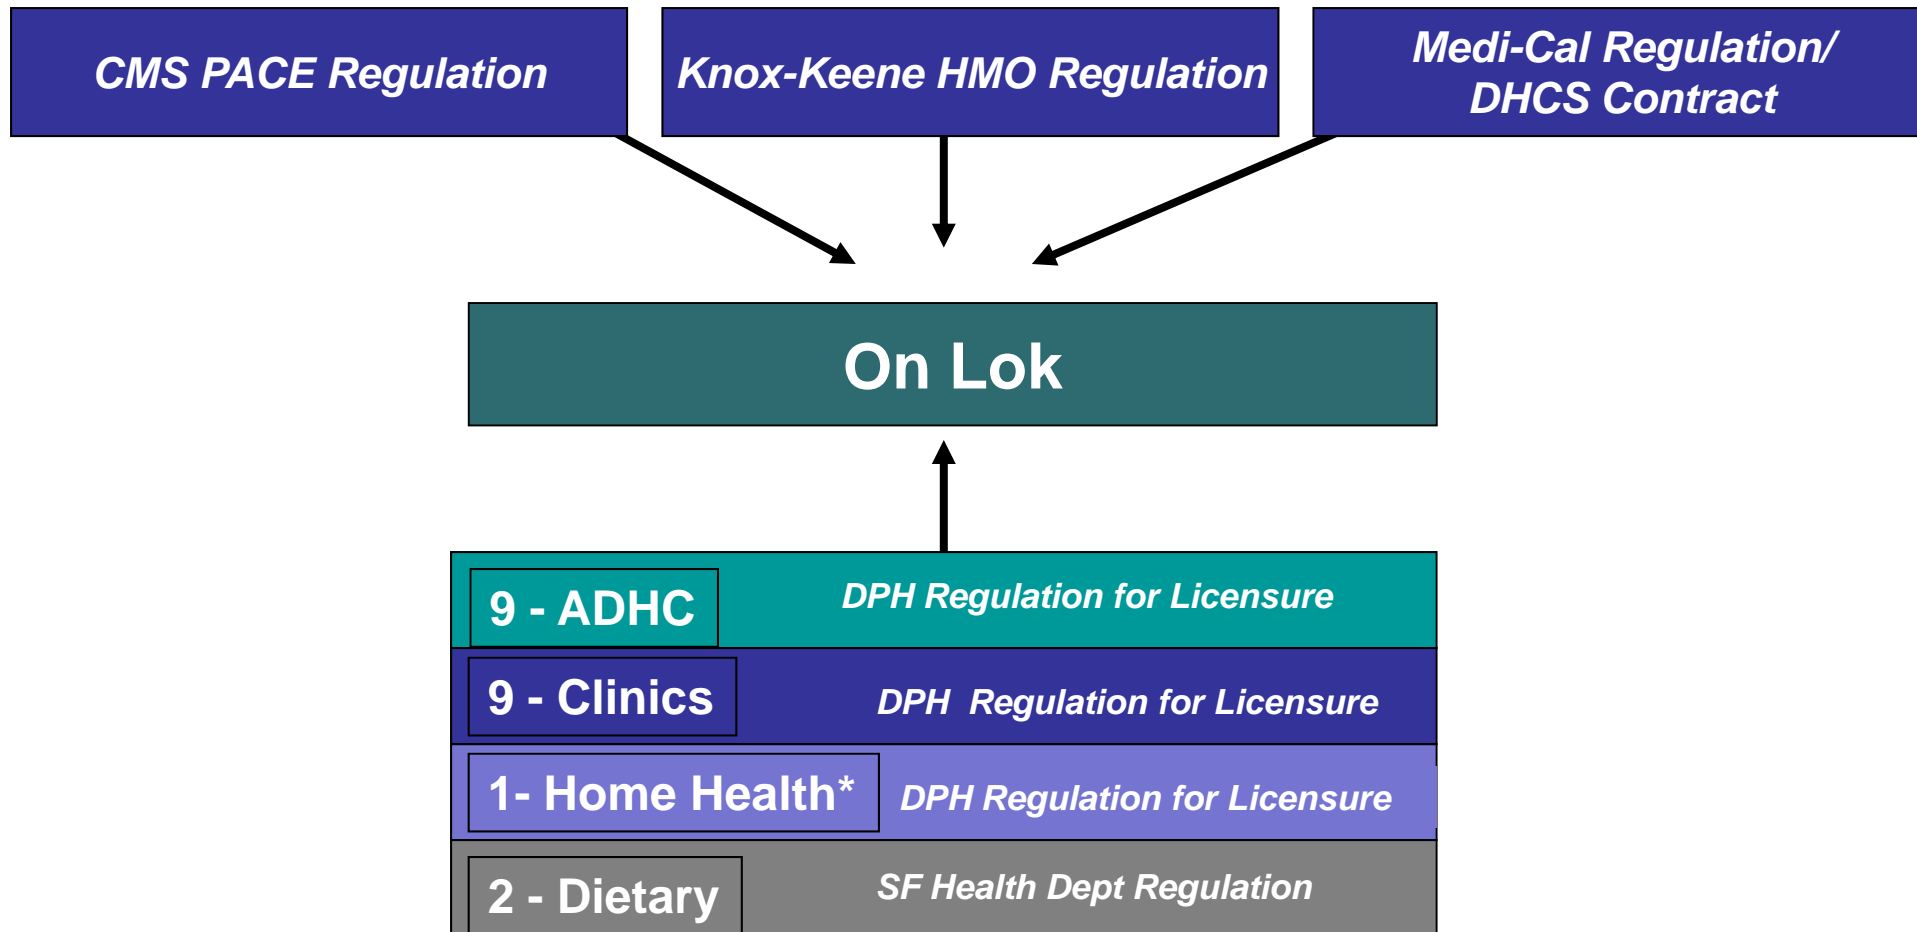 CMS PACE Regulation
Knox-Keene HMO Regulation
Medi-Cal Regulation/
DHCS Contract
On Lok
9 - ADHC
DPH Regulation for Licensure
9 - Clinics
DPH  Regulation for Licensure
1- Home Health*
DPH Regulation for Licensure
2 - Dietary
SF Health Dept Regulation